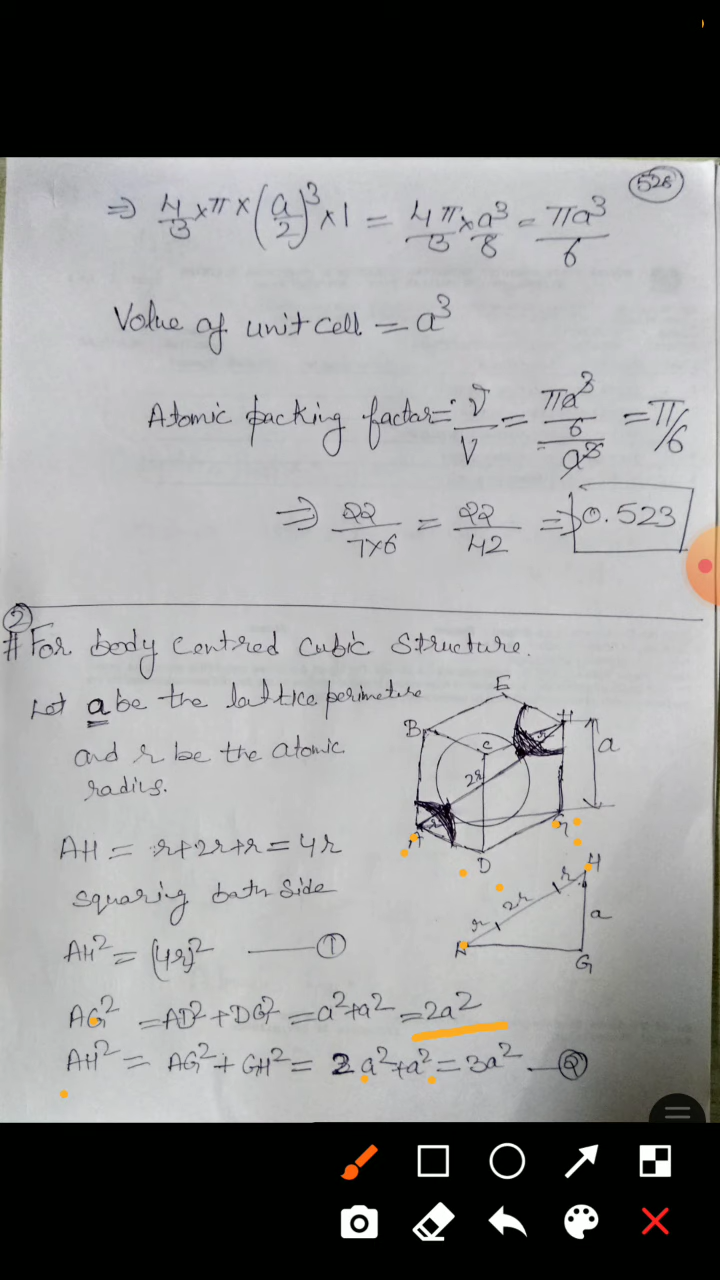 528
⇒ 4/3 × π × (a/2)³ × 1 = 4π/3 × a³/8 = πa³/6
Volue of unit cell = a³
Atomic packing factor = v/V = (πa³/6)/a³ = π/6
⇒ 22/7×6 = 22/42 ⇒ 0.523
②
# For body centred cubic structure.
Let a be the lattice perimeture
and r be the atomic
radius.
E
B
H
C
r
a
2r
r
A
G
D
AH = r+2r+r = 4r
squaring bath side
AH² = (4r)² —— ①
H
r
2r
r
a
A
G
AG² = AD² + DG² = a²+a² = 2a²
AH² = AG² + GH² = 2a²+a² = 3a² —②